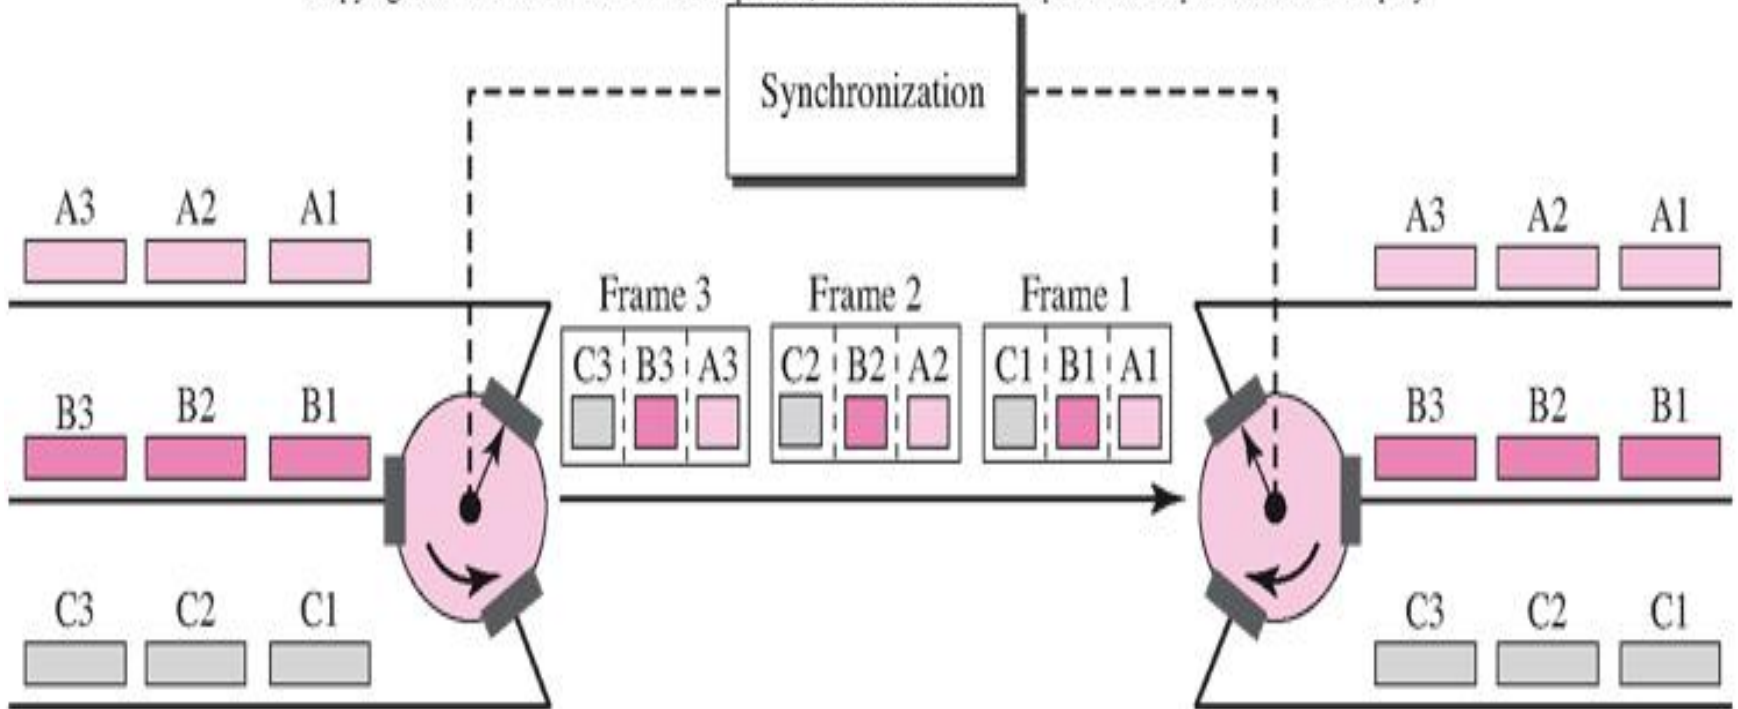 Synchronization
A3 A2 A1
A3 A2 A1
Frame 3 Frame 2 Frame 1
C3 B3 A3 C2 B2 A2 C1 B1 A1
B3 B2 B1
B3 B2 B1
C3 C2 C1
C3 C2 C1